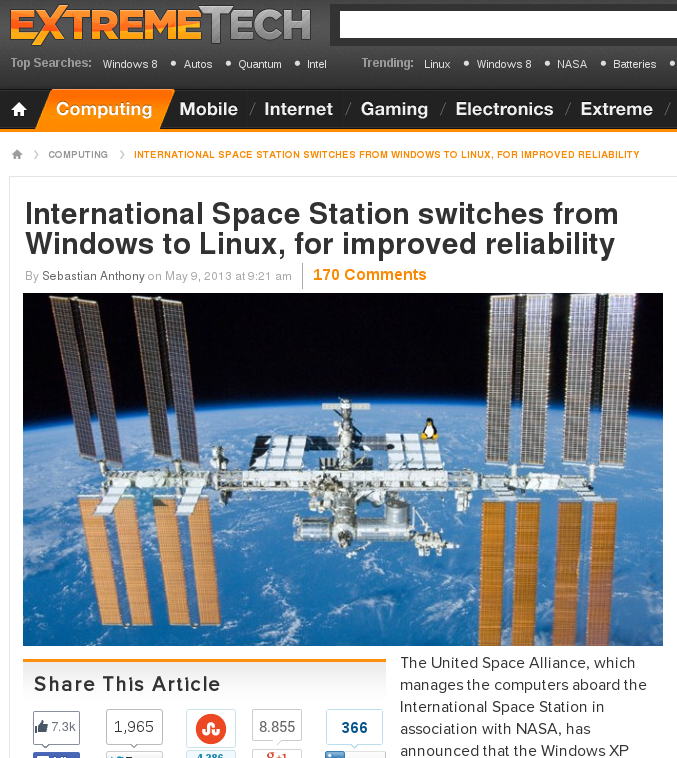 EXTREMETECH
Top Searches: Windows 8 • Autos • Quantum • Intel Trending: Linux • Windows 8 • NASA • Batteries •
Computing Mobile / Internet / Gaming / Electronics / Extreme /
COMPUTING > INTERNATIONAL SPACE STATION SWITCHES FROM WINDOWS TO LINUX, FOR IMPROVED RELIABILITY
International Space Station switches from
Windows to Linux, for improved reliability
By Sebastian Anthony on May 9, 2013 at 9:21 am 170 Comments
Share This Article
7.3k 1,965 8.855 366
4,286 g+1
The United Space Alliance, which
manages the computers aboard the
International Space Station in
association with NASA, has
announced that the Windows XP